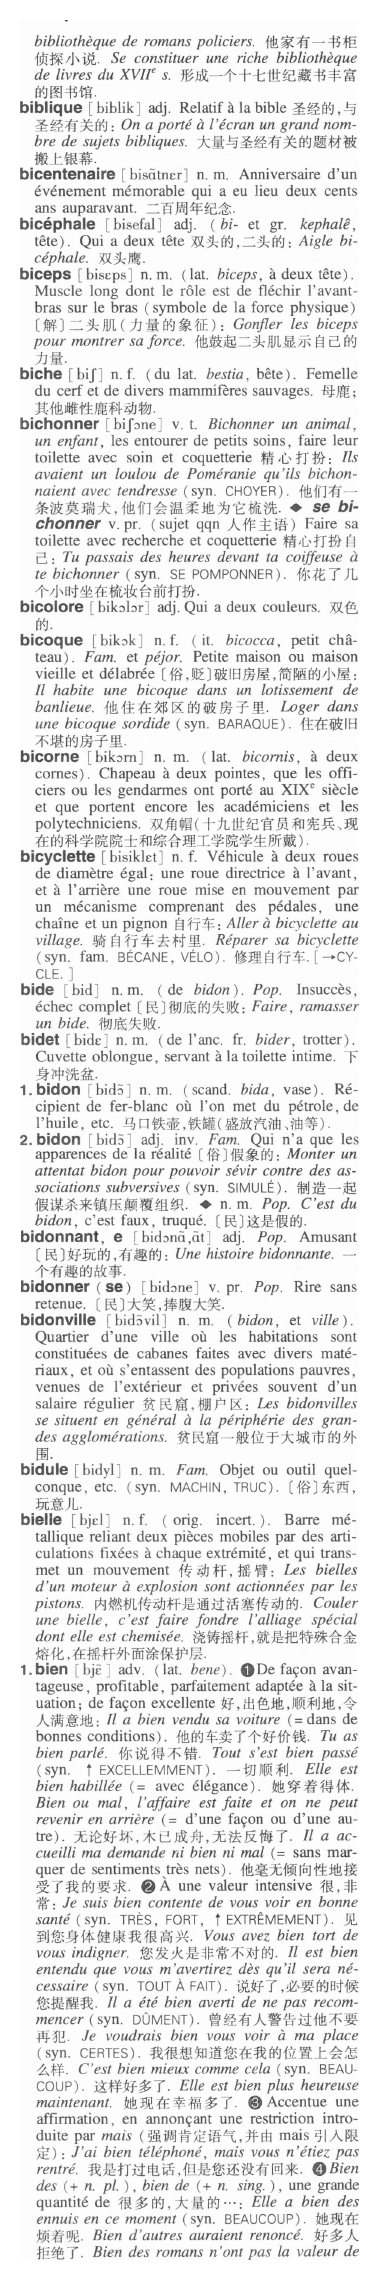 bibliothèque de romans policiers. 他家有一书柜
侦探小说. Se constituer une riche bibliothèque
de livres du XVIIe s. 形成一个十七世纪藏书丰富
的图书馆.
biblique [biblik] adj. Relatif à la bible 圣经的,与
圣经有关的: On a porté à l'écran un grand nom-
bre de sujets bibliques. 大量与圣经有关的题材被
搬上银幕.
bicentenaire [bisɑ̃tnɛr] n. m. Anniversaire d'un
événement mémorable qui a eu lieu deux cents
ans auparavant. 二百周年纪念.
bicéphale [bisefal] adj. (bi- et gr. kephalê,
tête). Qui a deux tête 双头的,二头的: Aigle bi-
céphale. 双头鹰.
biceps [bisɛps] n. m. (lat. biceps, à deux tête).
Muscle long dont le rôle est de fléchir l'avant-
bras sur le bras (symbole de la force physique)
〔解〕二头肌(力量的象征): Gonfler les biceps
pour montrer sa force. 他鼓起二头肌显示自己的
力量.
biche [biʃ] n. f. (du lat. bestia, bête). Femelle
du cerf et de divers mammifères sauvages. 母鹿;
其他雌性鹿科动物.
bichonner [biʃɔne] v. t. Bichonner un animal,
un enfant, les entourer de petits soins, faire leur
toilette avec soin et coquetterie 精心打扮: Ils
avaient un loulou de Poméranie qu'ils bichon-
naient avec tendresse (syn. CHOYER). 他们有一
条波莫瑞犬,他们会温柔地为它梳洗. ◆ se bi-
chonner v. pr. (sujet qqn 人作主语) Faire sa
toilette avec recherche et coquetterie 精心打扮自
己: Tu passais des heures devant ta coiffeuse à
te bichonner (syn. SE POMPONNER). 你花了几
个小时坐在梳妆台前打扮.
bicolore [bikɔlɔr] adj. Qui a deux couleurs. 双色
的.
bicoque [bikɔk] n. f. (it. bicocca, petit châ-
teau). Fam. et péjor. Petite maison ou maison
vieille et délabrée〔俗,贬〕破旧房屋,简陋的小屋:
Il habite une bicoque dans un lotissement de
banlieue. 他住在郊区的破房子里. Loger dans
une bicoque sordide (syn. BARAQUE). 住在破旧
不堪的房子里.
bicorne [bikɔrn] n. m. (lat. bicornis, à deux
cornes). Chapeau à deux pointes, que les offi-
ciers ou les gendarmes ont porté au XIXe siècle
et que portent encore les académiciens et les
polytechniciens. 双角帽(十九世纪官员和宪兵、现
在的科学院院士和综合理工学院学生所戴).
bicyclette [bisiklɛt] n. f. Véhicule à deux roues
de diamètre égal: une roue directrice à l'avant,
et à l'arrière une roue mise en mouvement par
un mécanisme comprenant des pédales, une
chaîne et un pignon 自行车: Aller à bicyclette au
village. 骑自行车去村里. Réparer sa bicyclette
(syn. fam. BÉCANE, VÉLO). 修理自行车. [→CY-
CLE.]
bide [bid] n. m. (de bidon). Pop. Insuccès,
échec complet〔民〕彻底的失败: Faire, ramasser
un bide. 彻底失败.
bidet [bidɛ] n. m. (de l'anc. fr. bider, trotter).
Cuvette oblongue, servant à la toilette intime. 下
身冲洗盆.
1. bidon [bidɔ̃] n. m. (scand. bida, vase). Ré-
cipient de fer-blanc où l'on met du pétrole, de
l'huile, etc. 马口铁壶,铁罐(盛放汽油、油等).
2. bidon [bidɔ̃] adj. inv. Fam. Qui n'a que les
apparences de la réalité〔俗〕假象的: Monter un
attentat bidon pour pouvoir sévir contre des as-
sociations subversives (syn. SIMULÉ). 制造一起
假谋杀来镇压颠覆组织. ◆ n. m. Pop. C'est du
bidon, c'est faux, truqué. 〔民〕这是假的.
bidonnant, e [bidɔnɑ̃,ɑ̃t] adj. Pop. Amusant
〔民〕好玩的,有趣的: Une histoire bidonnante. 一
个有趣的故事.
bidonner (se) [bidɔne] v. pr. Pop. Rire sans
retenue. 〔民〕大笑,捧腹大笑.
bidonville [bidɔ̃vil] n. m. (bidon, et ville).
Quartier d'une ville où les habitations sont
constituées de cabanes faites avec divers maté-
riaux, et où s'entassent des populations pauvres,
venues de l'extérieur et privées souvent d'un
salaire régulier 贫民窟,棚户区: Les bidonvilles
se situent en général à la périphérie des gran-
des agglomérations. 贫民窟一般位于大城市的外
围.
bidule [bidyl] n. m. Fam. Objet ou outil quel-
conque, etc. (syn. MACHIN, TRUC). 〔俗〕东西,
玩意儿.
bielle [bjɛl] n. f. (orig. incert.). Barre mé-
tallique reliant deux pièces mobiles par des arti-
culations fixées à chaque extrémité, et qui trans-
met un mouvement 传动杆,摇臂: Les bielles
d'un moteur à explosion sont actionnées par les
pistons. 内燃机传动杆是通过活塞传动的. Couler
une bielle, c'est faire fondre l'alliage spécial
dont elle est chemisée. 浇铸摇杆,就是把特殊合金
熔化,在摇杆外面涂保护层.
1. bien [bjɛ̃] adv. (lat. bene). ❶De façon avan-
tageuse, profitable, parfaitement adaptée à la sit-
uation; de façon excellente 好,出色地,顺利地,令
人满意地: Il a bien vendu sa voiture (=dans de
bonnes conditions). 他的车卖了个好价钱. Tu as
bien parlé. 你说得不错. Tout s'est bien passé
(syn. ↑ EXCELLEMMENT). 一切顺利. Elle est
bien habillée (= avec élégance). 她穿着得体.
Bien ou mal, l'affaire est faite et on ne peut
revenir en arrière (= d'une façon ou d'une au-
tre). 无论好坏,木已成舟,无法反悔了. Il a ac-
cueilli ma demande ni bien ni mal (= sans mar-
quer de sentiments très nets). 他毫无倾向性地接
受了我的要求. ❷ À une valeur intensive 很,非
常: Je suis bien contente de vous voir en bonne
santé (syn. TRÈS, FORT, ↑ EXTRÊMEMENT). 见
到您身体健康我很高兴. Vous avez bien tort de
vous indigner. 您发火是非常不对的. Il est bien
entendu que vous m'avertirez dès qu'il sera né-
cessaire (syn. TOUT À FAIT). 说好了,必要的时候
您提醒我. Il a été bien averti de ne pas recom-
mencer (syn. DÛMENT). 曾经有人警告过他不要
再犯. Je voudrais bien vous voir à ma place
(syn. CERTES). 我很想知道您在我的位置上会怎
么样. C'est bien mieux comme cela (syn. BEAU-
COUP). 这样好多了. Elle est bien plus heureuse
maintenant. 她现在幸福多了. ❸ Accentue une
affirmation, en annonçant une restriction intro-
duite par mais (强调肯定语气,并由 mais 引入限
定): J'ai bien téléphoné, mais vous n'étiez pas
rentré. 我是打过电话,但是您还没有回来. ❹Bien
des (+ n. pl.), bien de (+ n. sing.), une grande
quantité de 很多的,大量的…: Elle a bien des
ennuis en ce moment (syn. BEAUCOUP). 她现在
烦着呢. Bien d'autres auraient renoncé. 好多人
拒绝了. Bien des romans n'ont pas la valeur de